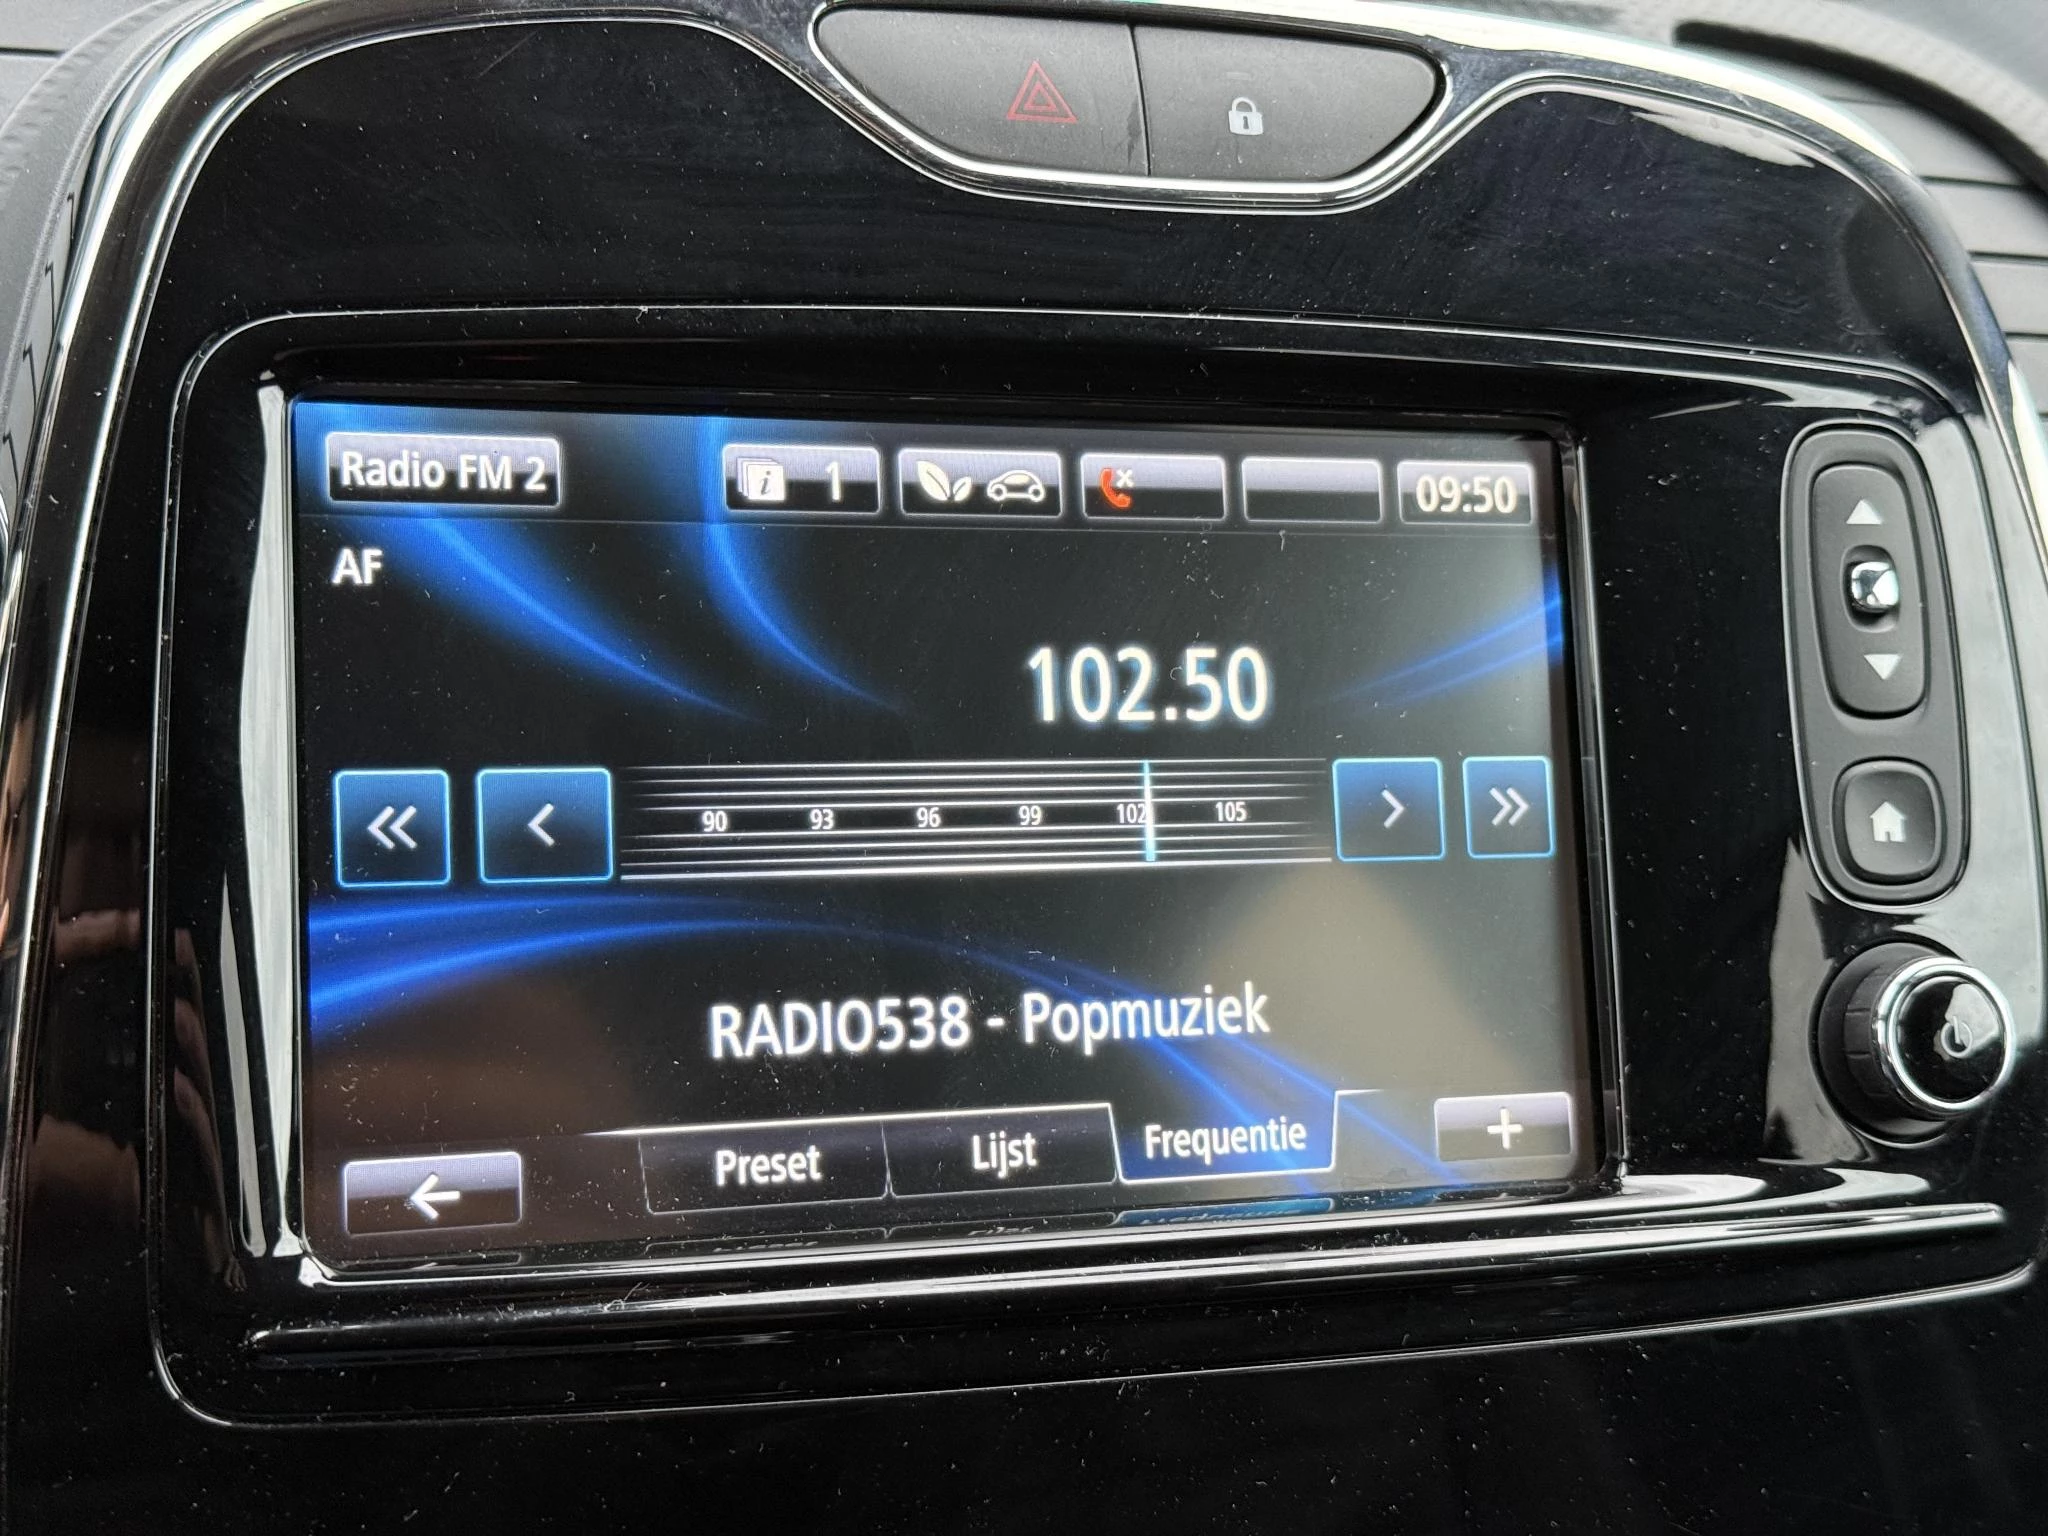 Radio FM 2
1
09:50
AF
102.50
90 93 96 99 102 105
RADIO538 - Popmuziek
Preset Lijst Frequentie